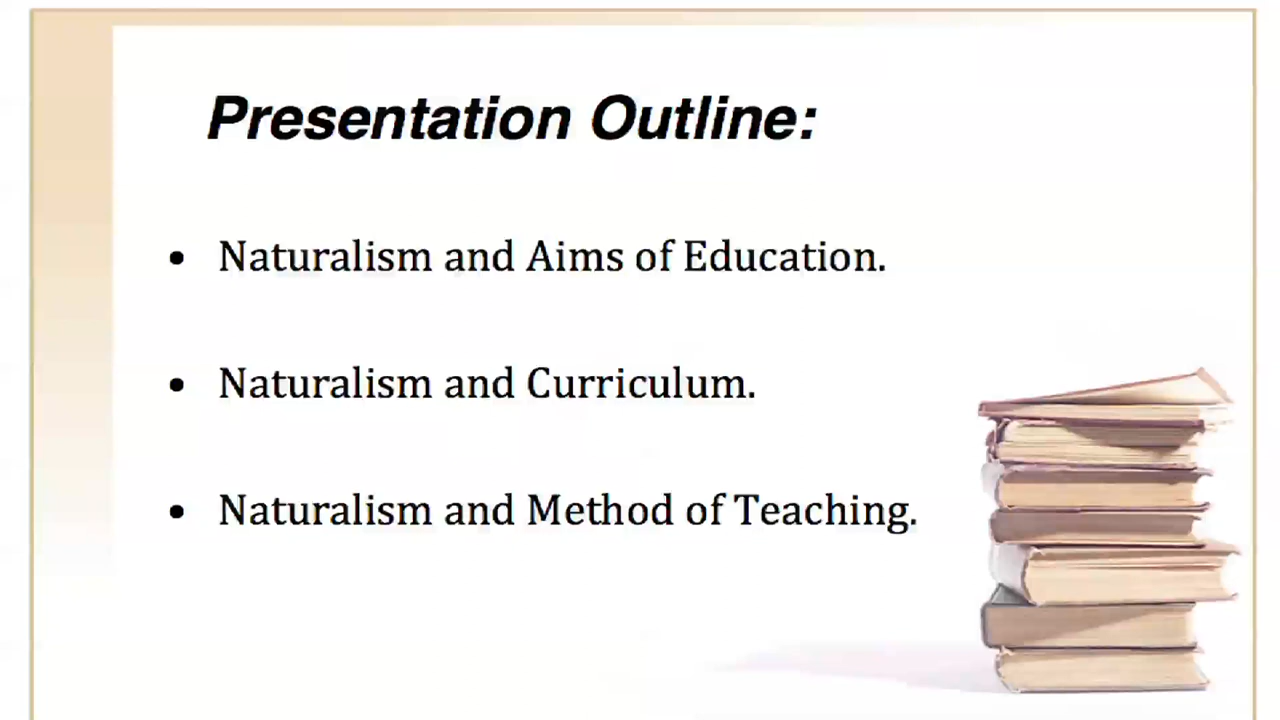 Presentation Outline:
• Naturalism and Aims of Education.
• Naturalism and Curriculum.
• Naturalism and Method of Teaching.